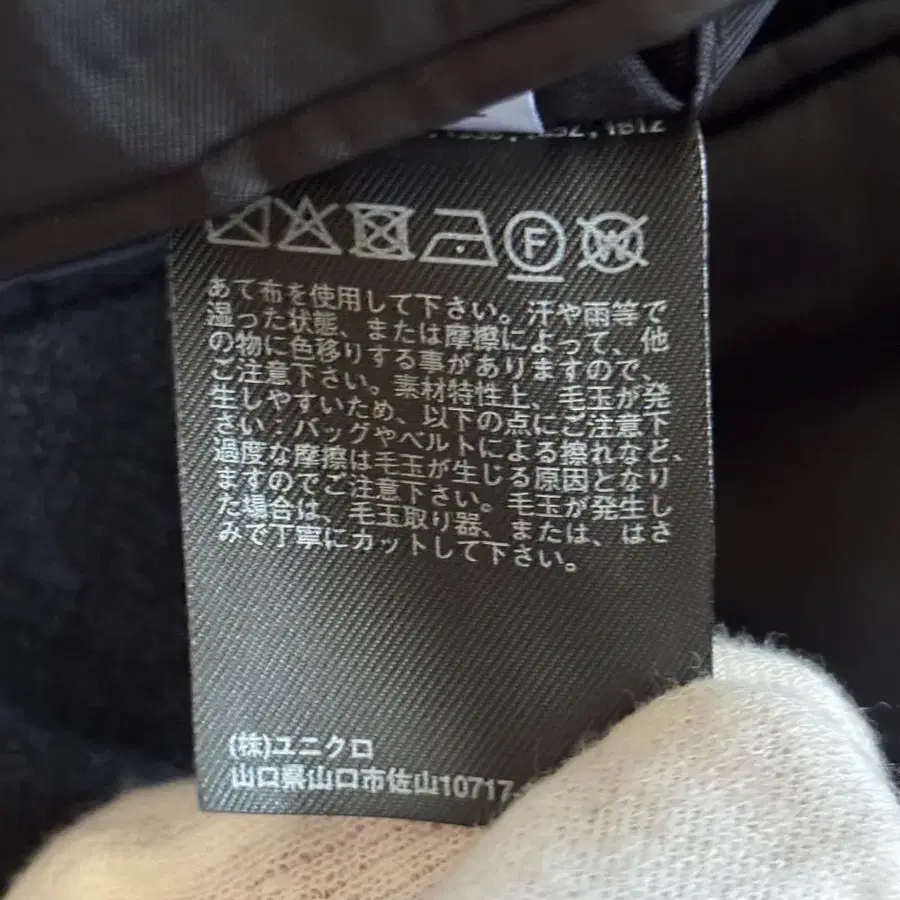 1812
F
W
あて布を使用して下さい。汗や雨等で
湿った状態、または摩擦によって、他
の物に色移りする事がありますので、
ご注意下さい。素材特性上、毛玉が発
生しやすいため、以下の点にご注意下
さい：バッグやベルトによる擦れなど、
過度な摩擦は毛玉が生じる原因となり
ますのでご注意下さい。毛玉が発生し
た場合は、毛玉取り器、または、はさ
みで丁寧にカットして下さい。
(株)ユニクロ
山口県山口市佐山10717-